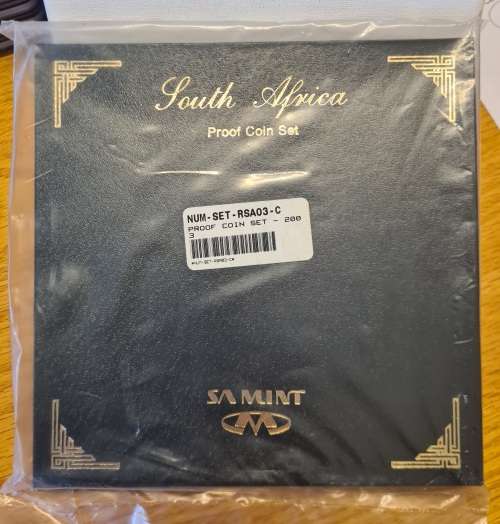 South Africa
Proof Coin Set
NUM-SET-RSA03-C
PROOF COIN SET - 200
3
SA MINT